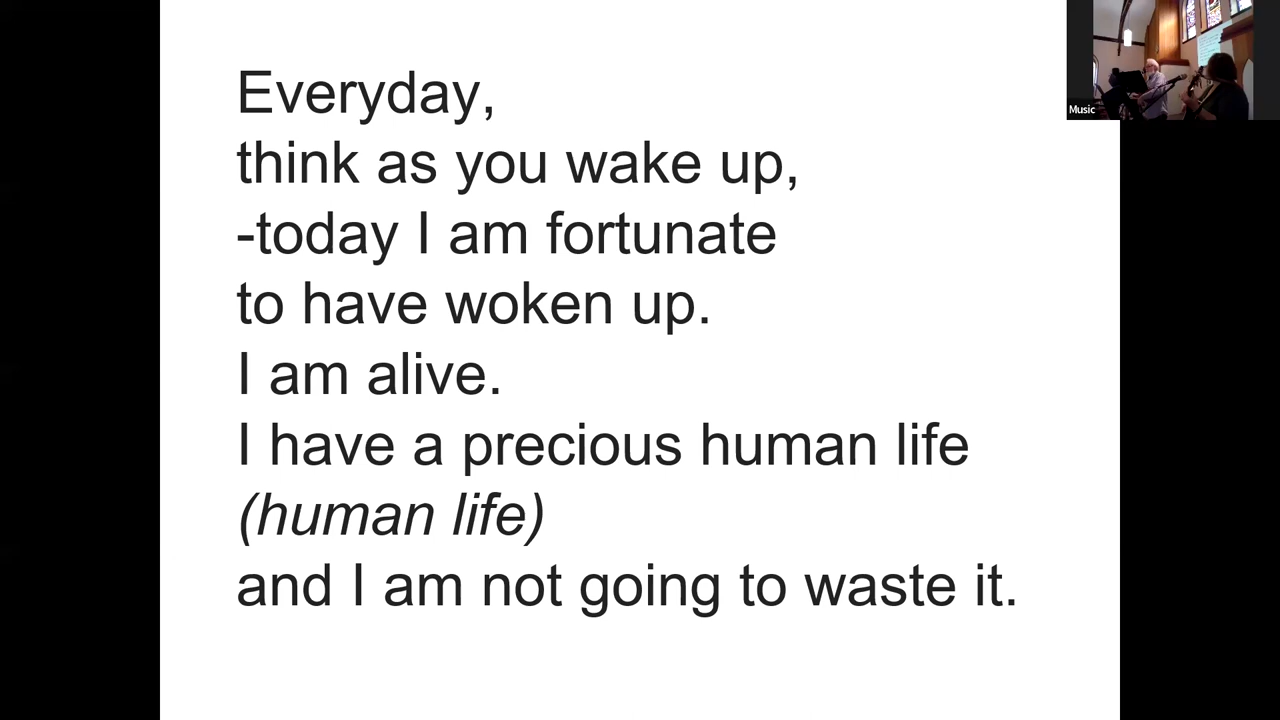 Everyday,
think as you wake up,
-today I am fortunate
to have woken up.
I am alive.
I have a precious human life
(human life)
and I am not going to waste it.
Music